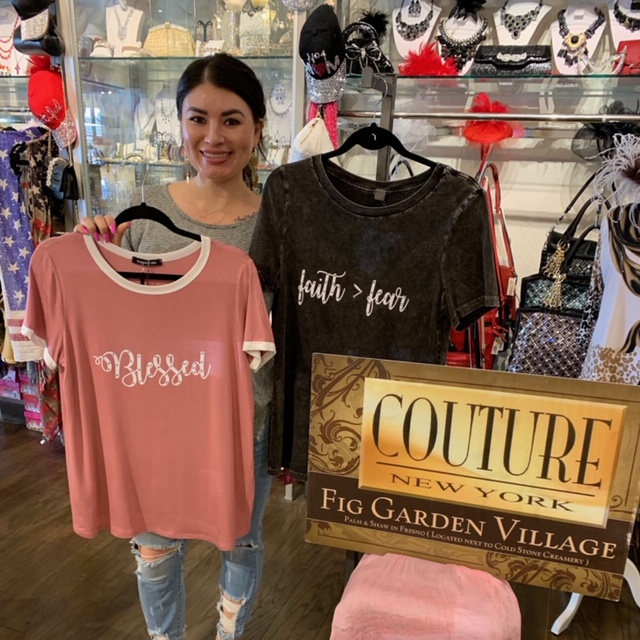 Blessed
faith > fear
COUTURE
NEW YORK
FIG GARDEN VILLAGE
PALM & SHAW IN FRESNO ( LOCATED NEXT TO COLD STONE CREAMERY )